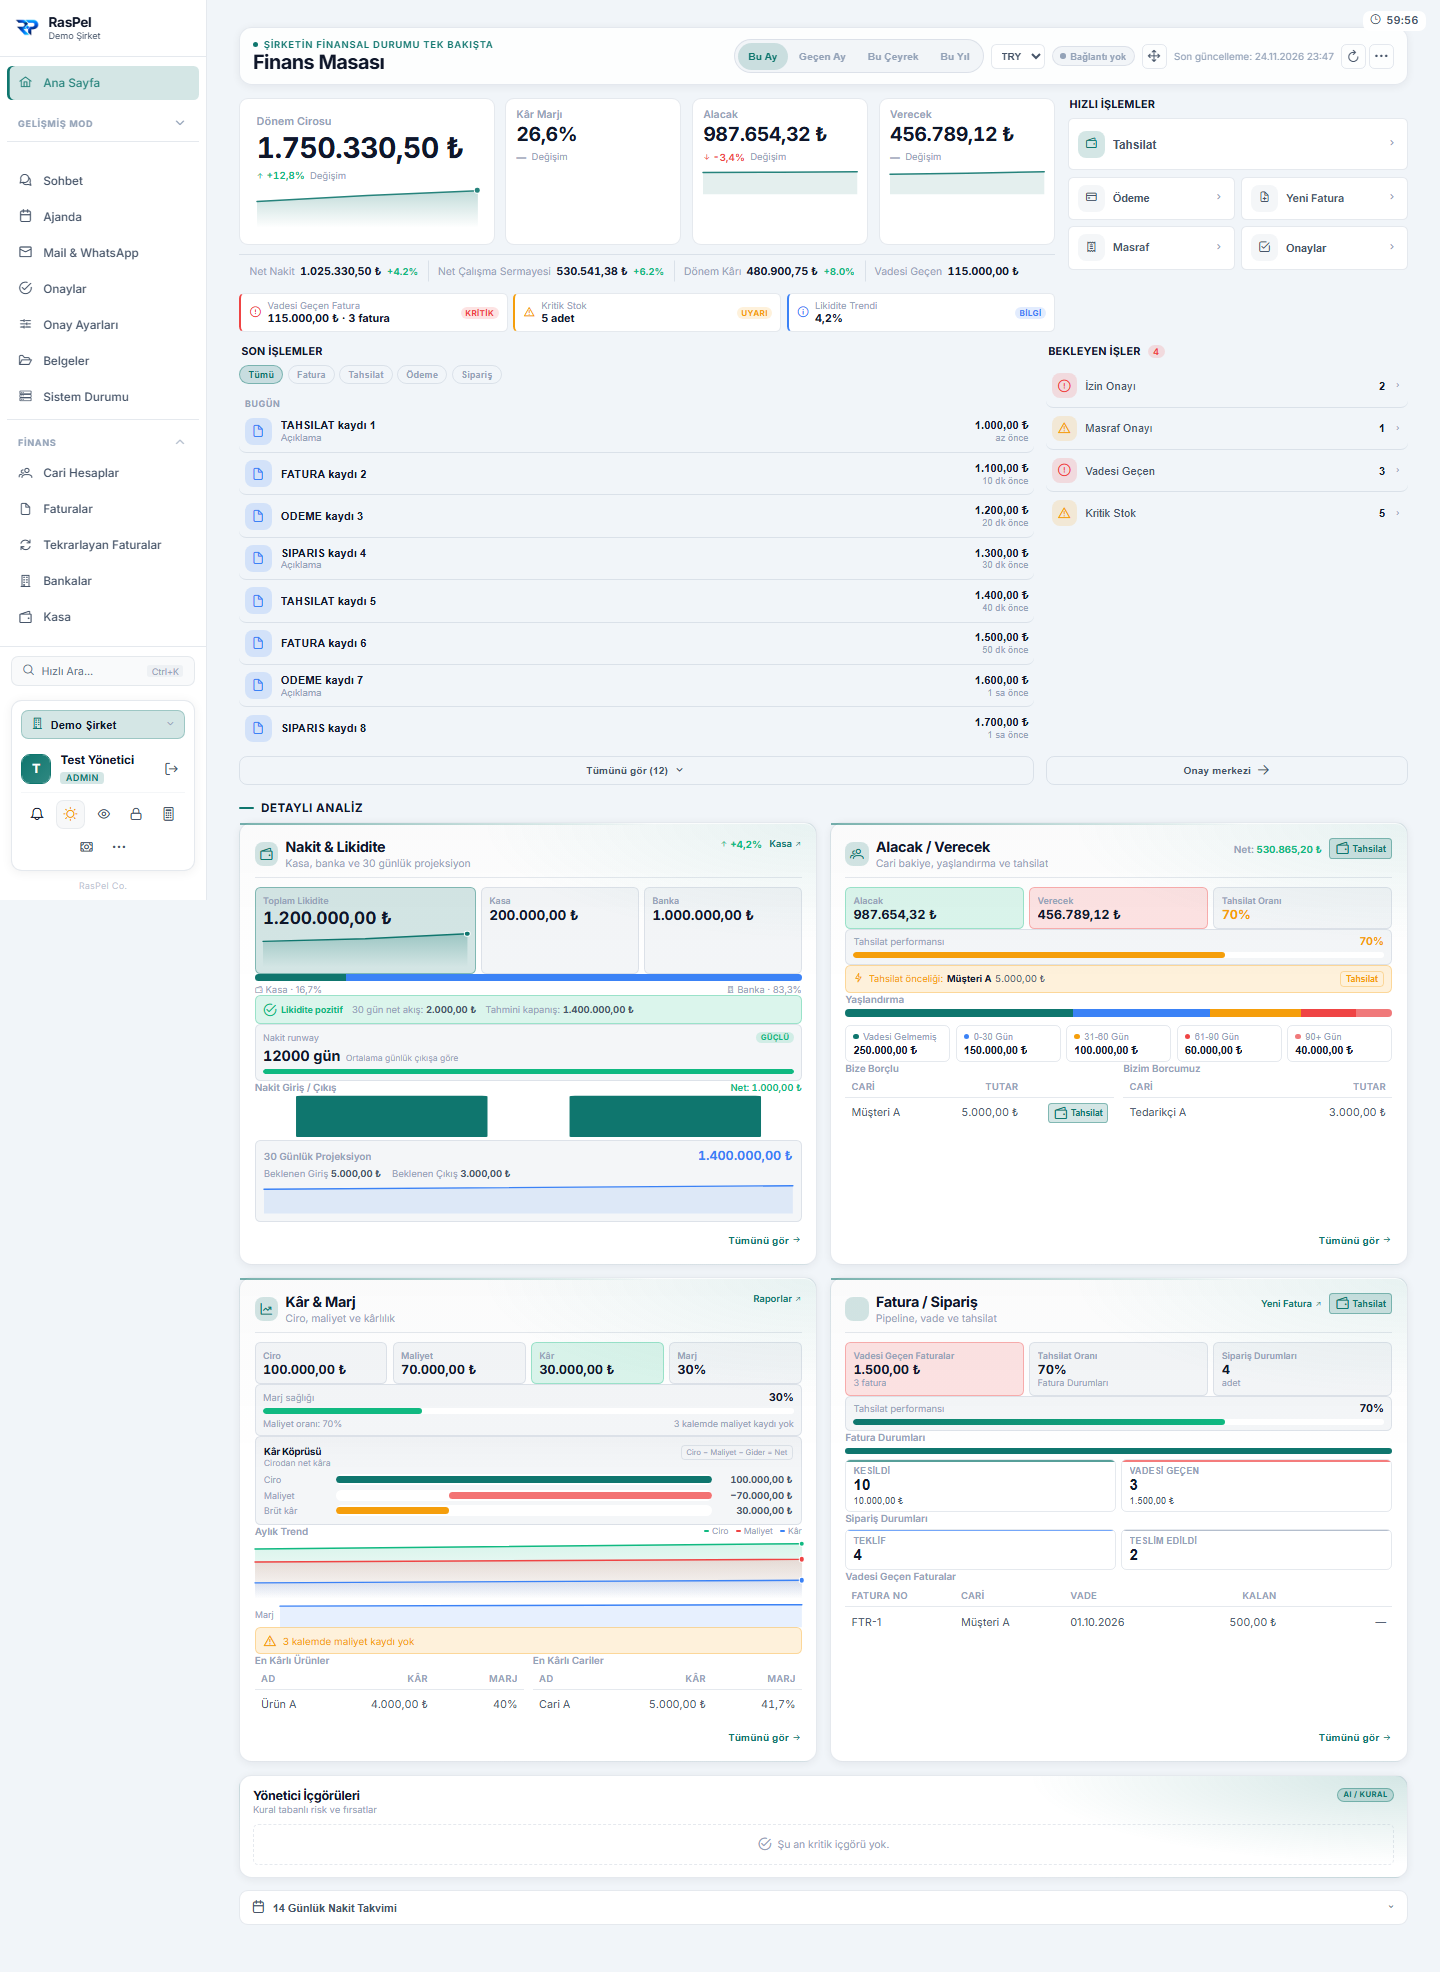 RasPel
Demo Şirket
Ana Sayfa
GELİŞMİŞ MOD
Sohbet
Ajanda
Mail & WhatsApp
Onaylar
Onay Ayarları
Belgeler
Sistem Durumu
FİNANS
Cari Hesaplar
Faturalar
Tekrarlayan Faturalar
Bankalar
Kasa
Hızlı Ara... Ctrl+K
Demo Şirket
T Test Yönetici
ADMIN
RasPel Co.
59:56
ŞİRKETİN FİNANSAL DURUMU TEK BAKIŞTA
Finans Masası
Bu Ay Geçen Ay Bu Çeyrek Bu Yıl TRY Bağlantı yok Son güncelleme: 24.11.2026 23:47
Dönem Cirosu
1.750.330,50 ₺
↑ +12,8% Değişim
Kâr Marjı
26,6%
— Değişim
Alacak
987.654,32 ₺
↓ -3,4% Değişim
Verecek
456.789,12 ₺
— Değişim
HIZLI İŞLEMLER
Tahsilat
Ödeme
Yeni Fatura
Masraf
Onaylar
Net Nakit 1.025.330,50 ₺ +4.2% Net Çalışma Sermayesi 530.541,38 ₺ +6.2% Dönem Kârı 480.900,75 ₺ +8.0% Vadesi Geçen 115.000,00 ₺
Vadesi Geçen Fatura
115.000,00 ₺ · 3 fatura
KRİTİK
Kritik Stok
5 adet
UYARI
Likidite Trendi
4,2%
BİLGİ
SON İŞLEMLER
Tümü Fatura Tahsilat Ödeme Sipariş
BUGÜN
TAHSILAT kaydı 1 1.000,00 ₺
Açıklama az önce
FATURA kaydı 2 1.100,00 ₺
10 dk önce
ODEME kaydı 3 1.200,00 ₺
20 dk önce
SIPARIS kaydı 4 1.300,00 ₺
Açıklama 30 dk önce
TAHSILAT kaydı 5 1.400,00 ₺
40 dk önce
FATURA kaydı 6 1.500,00 ₺
50 dk önce
ODEME kaydı 7 1.600,00 ₺
Açıklama 1 sa önce
SIPARIS kaydı 8 1.700,00 ₺
1 sa önce
Tümünü gör (12)
BEKLEYEN İŞLER 4
İzin Onayı 2
Masraf Onayı 1
Vadesi Geçen 3
Kritik Stok 5
Onay merkezi
DETAYLI ANALİZ
Nakit & Likidite
Kasa, banka ve 30 günlük projeksiyon
↑ +4,2% Kasa ↗
Toplam Likidite
1.200.000,00 ₺
Kasa
200.000,00 ₺
Banka
1.000.000,00 ₺
Kasa · 16,7% Banka · 83,3%
Likidite pozitif 30 gün net akış: 2.000,00 ₺ Tahmini kapanış: 1.400.000,00 ₺
Nakit runway GÜÇLÜ
12000 gün Ortalama günlük çıkışa göre
Nakit Giriş / Çıkış Net: 1.000,00 ₺
30 Günlük Projeksiyon 1.400.000,00 ₺
Beklenen Giriş 5.000,00 ₺ Beklenen Çıkış 3.000,00 ₺
Tümünü gör →
Alacak / Verecek
Cari bakiye, yaşlandırma ve tahsilat
Net: 530.865,20 ₺ Tahsilat
Alacak
987.654,32 ₺
Verecek
456.789,12 ₺
Tahsilat Oranı
70%
Tahsilat performansı 70%
Tahsilat önceliği: Müşteri A 5.000,00 ₺ Tahsilat
Yaşlandırma
Vadesi Gelmemiş
250.000,00 ₺
0-30 Gün
150.000,00 ₺
31-60 Gün
100.000,00 ₺
61-90 Gün
60.000,00 ₺
90+ Gün
40.000,00 ₺
Bize Borçlu
CARİ TUTAR
Müşteri A 5.000,00 ₺ Tahsilat
Bizim Borcumuz
CARİ TUTAR
Tedarikçi A 3.000,00 ₺
Tümünü gör →
Kâr & Marj
Ciro, maliyet ve kârlılık
Raporlar ↗
Ciro
100.000,00 ₺
Maliyet
70.000,00 ₺
Kâr
30.000,00 ₺
Marj
30%
Marj sağlığı 30%
Maliyet oranı: 70% 3 kalemde maliyet kaydı yok
Kâr Köprüsü
Cirodan net kâra
Ciro − Maliyet − Gider = Net
Ciro 100.000,00 ₺
Maliyet −70.000,00 ₺
Brüt kâr 30.000,00 ₺
Aylık Trend Ciro Maliyet Kâr
Marj
3 kalemde maliyet kaydı yok
En Kârlı Ürünler
AD KÂR MARJ
Ürün A 4.000,00 ₺ 40%
En Kârlı Cariler
AD KÂR MARJ
Cari A 5.000,00 ₺ 41,7%
Tümünü gör →
Fatura / Sipariş
Pipeline, vade ve tahsilat
Yeni Fatura ↗ Tahsilat
Vadesi Geçen Faturalar
1.500,00 ₺
3 fatura
Tahsilat Oranı
70%
Fatura Durumları
Sipariş Durumları
4
adet
Tahsilat performansı 70%
Fatura Durumları
KESİLDİ
10
10.000,00 ₺
VADESİ GEÇEN
3
1.500,00 ₺
Sipariş Durumları
TEKLİF
4
TESLİM EDİLDİ
2
Vadesi Geçen Faturalar
FATURA NO CARİ VADE KALAN
FTR-1 Müşteri A 01.10.2026 500,00 ₺ —
Tümünü gör →
Yönetici İçgörüleri
Kural tabanlı risk ve fırsatlar
AI / KURAL
Şu an kritik içgörü yok.
14 Günlük Nakit Takvimi